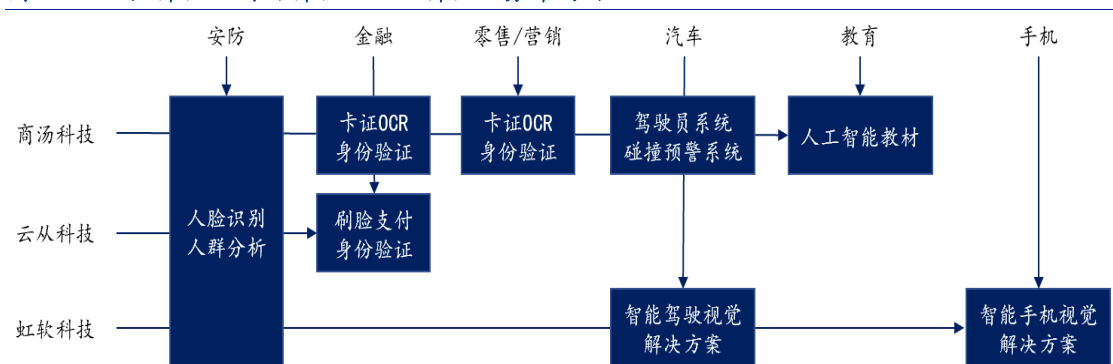 安防 金融 零售/营销 汽车 教育 手机
商汤科技
卡证OCR
身份验证
卡证OCR
身份验证
驾驶员系统
碰撞预警系统
人工智能教材
云从科技
人脸识别
人群分析
刷脸支付
身份验证
虹软科技
智能驾驶视觉
解决方案
智能手机视觉
解决方案